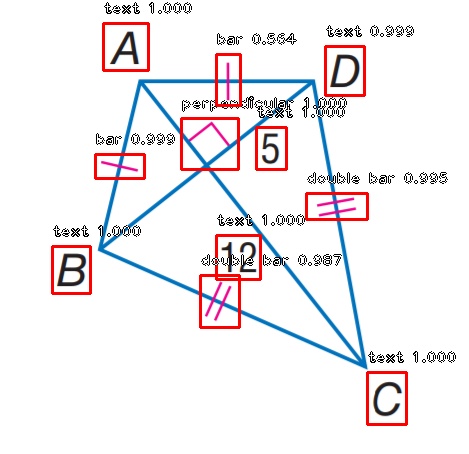 text 1.000
A
bar 0.564
text 0.999
D
perpendicular 1.000
text 1.000
5
bar 0.999
double bar 0.995
text 1.000
B
text 1.000
12
double bar 0.987
text 1.000
C